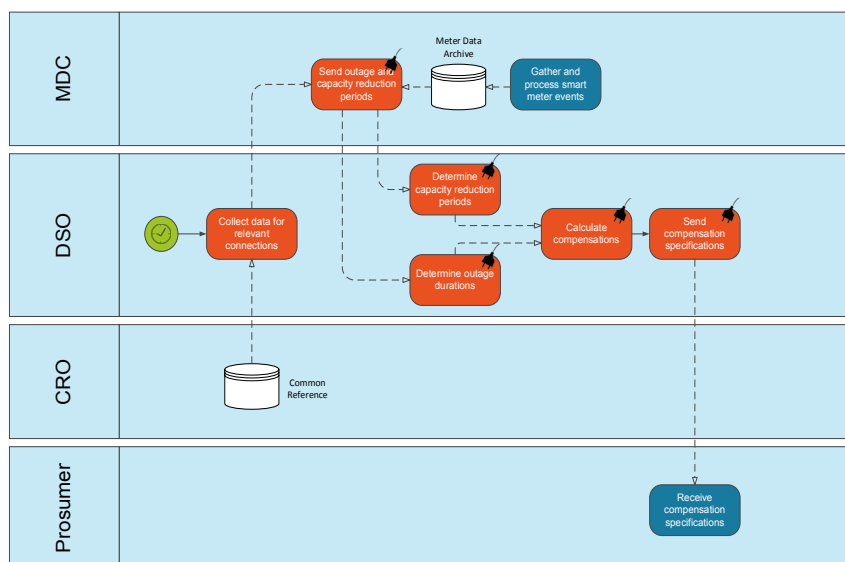 MDC
Send outage and
capacity reduction
periods
Meter Data
Archive
Gather and
process smart
meter events
DSO
Collect data for
relevant
connections
Determine
capacity reduction
periods
Determine outage
durations
Calculate
compensations
Send
compensation
specifications
CRO
Common
Reference
Prosumer
Receive
compensation
specifications